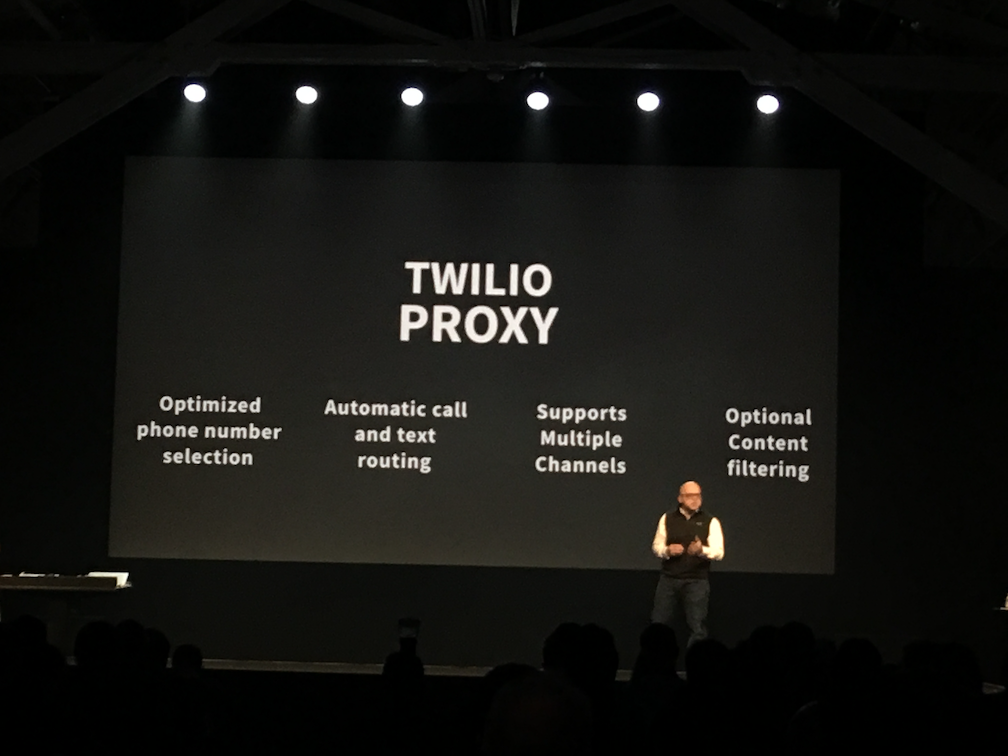 TWILIO
PROXY
Optimized
phone number
selection
Automatic call
and text
routing
Supports
Multiple
Channels
Optional
Content
filtering